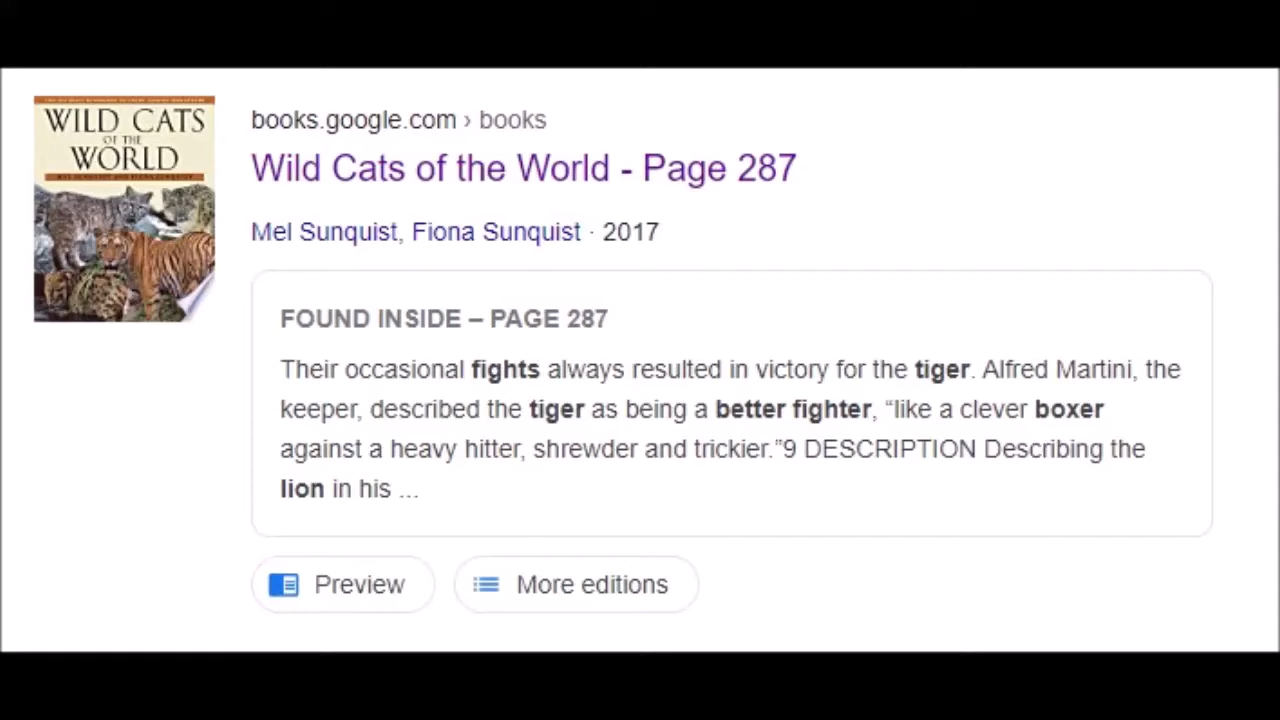 WILD CATS
OF THE
WORLD
books.google.com › books
Wild Cats of the World - Page 287
Mel Sunquist, Fiona Sunquist · 2017
FOUND INSIDE – PAGE 287
Their occasional fights always resulted in victory for the tiger. Alfred Martini, the
keeper, described the tiger as being a better fighter, “like a clever boxer
against a heavy hitter, shrewder and trickier.”9 DESCRIPTION Describing the
lion in his ...
Preview
More editions